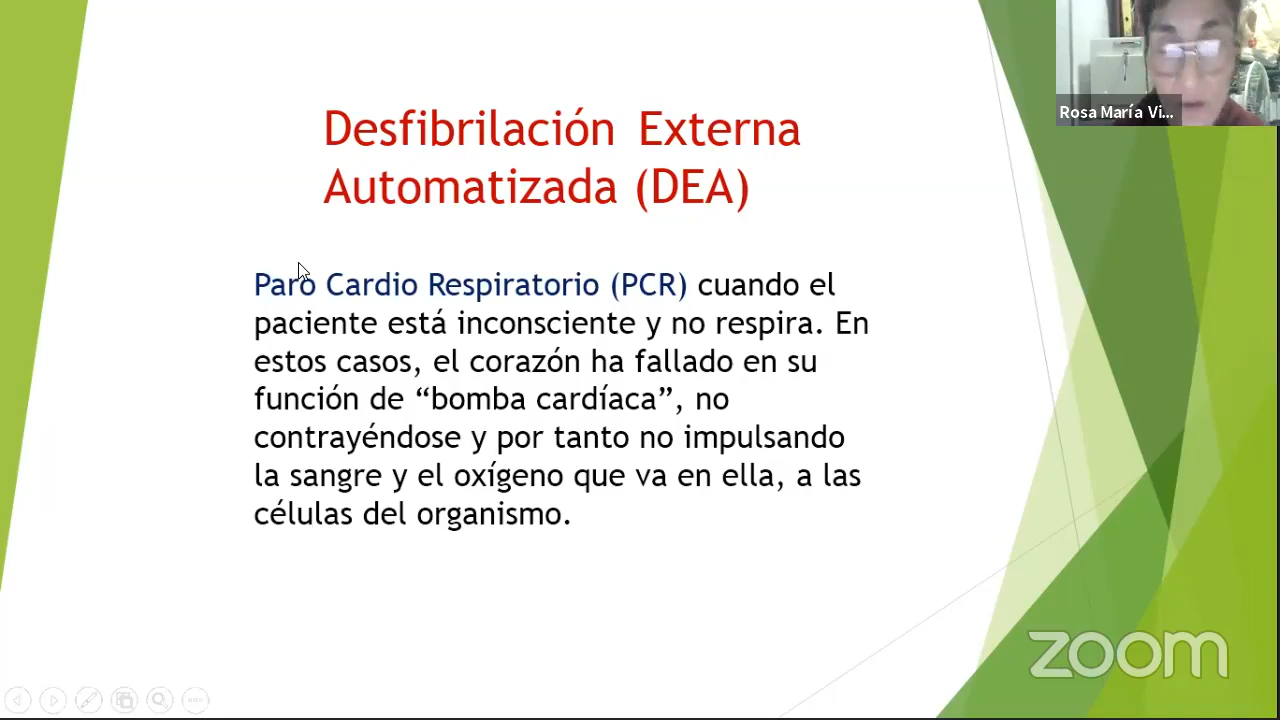 Desfibrilación Externa
Automatizada (DEA)
Paro Cardio Respiratorio (PCR) cuando el
paciente está inconsciente y no respira. En
estos casos, el corazón ha fallado en su
función de “bomba cardíaca”, no
contrayéndose y por tanto no impulsando
la sangre y el oxígeno que va en ella, a las
células del organismo.
Rosa María Vi...
zoom